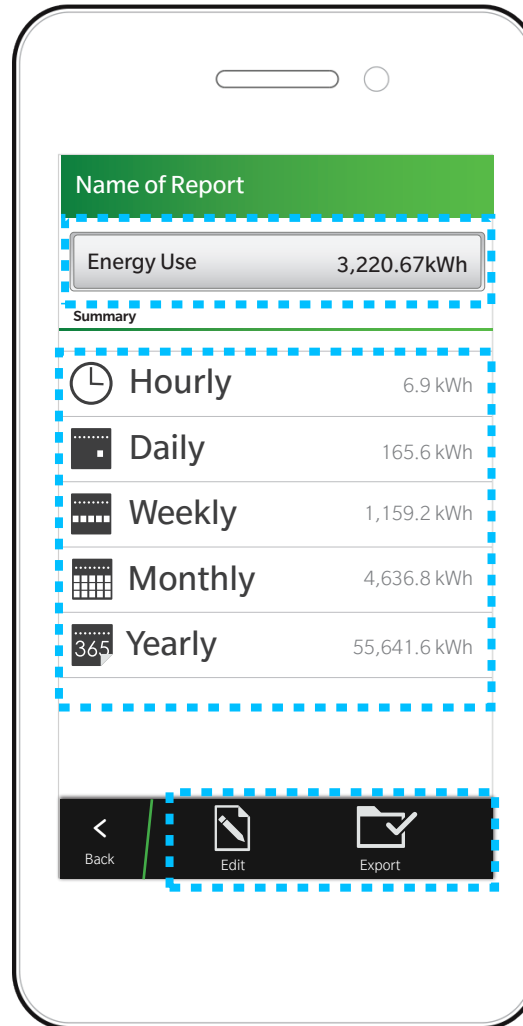 Name of Report
Energy Use 3,220.67kWh
Summary
Hourly 6.9 kWh
Daily 165.6 kWh
Weekly 1,159.2 kWh
Monthly 4,636.8 kWh
365 Yearly 55,641.6 kWh
< Back Edit Export